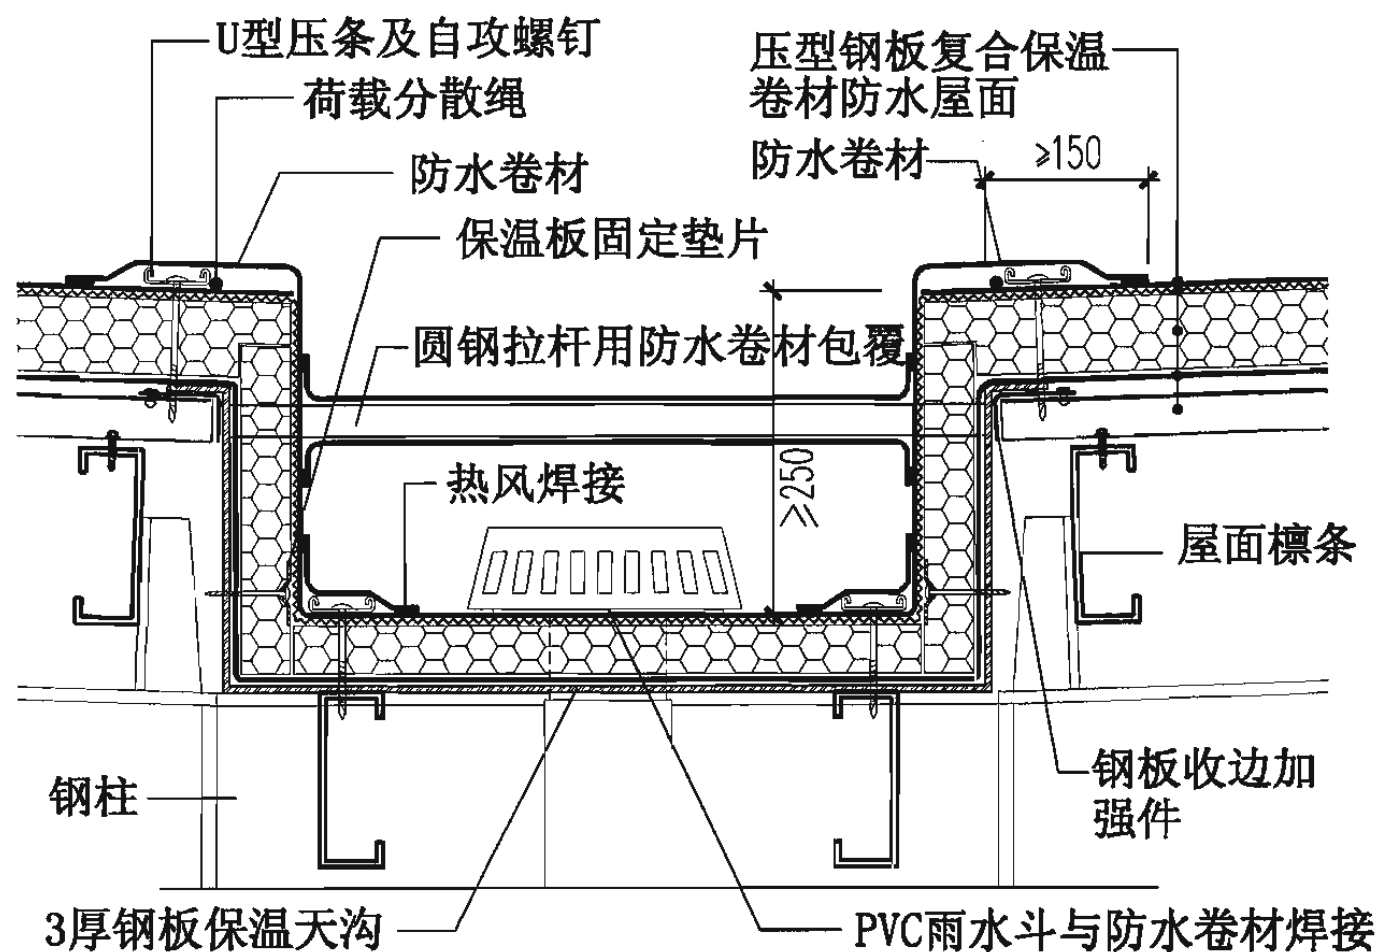 U型压条及自攻螺钉
荷载分散绳
防水卷材
保温板固定垫片
圆钢拉杆用防水卷材包覆
热风焊接
压型钢板复合保温
卷材防水屋面
防水卷材
≥150
≥250
屋面檩条
钢板收边加
强件
钢柱
3厚钢板保温天沟
PVC雨水斗与防水卷材焊接